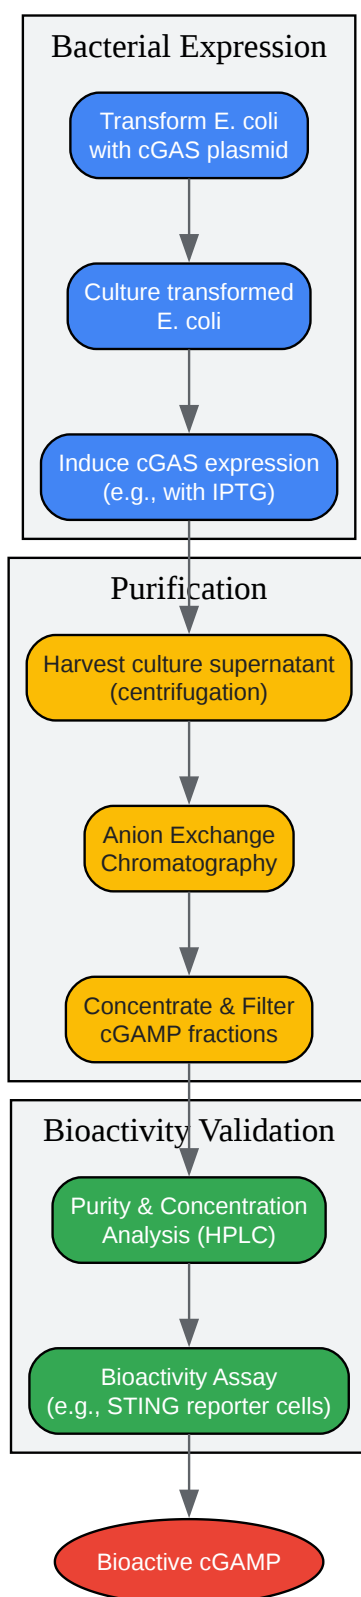 Bacterial Expression
Transform E. coli
with cGAS plasmid
Culture transformed
E. coli
Induce cGAS expression
(e.g., with IPTG)
Purification
Harvest culture supernatant
(centrifugation)
Anion Exchange
Chromatography
Concentrate & Filter
cGAMP fractions
Bioactivity Validation
Purity & Concentration
Analysis (HPLC)
Bioactivity Assay
(e.g., STING reporter cells)
Bioactive cGAMP